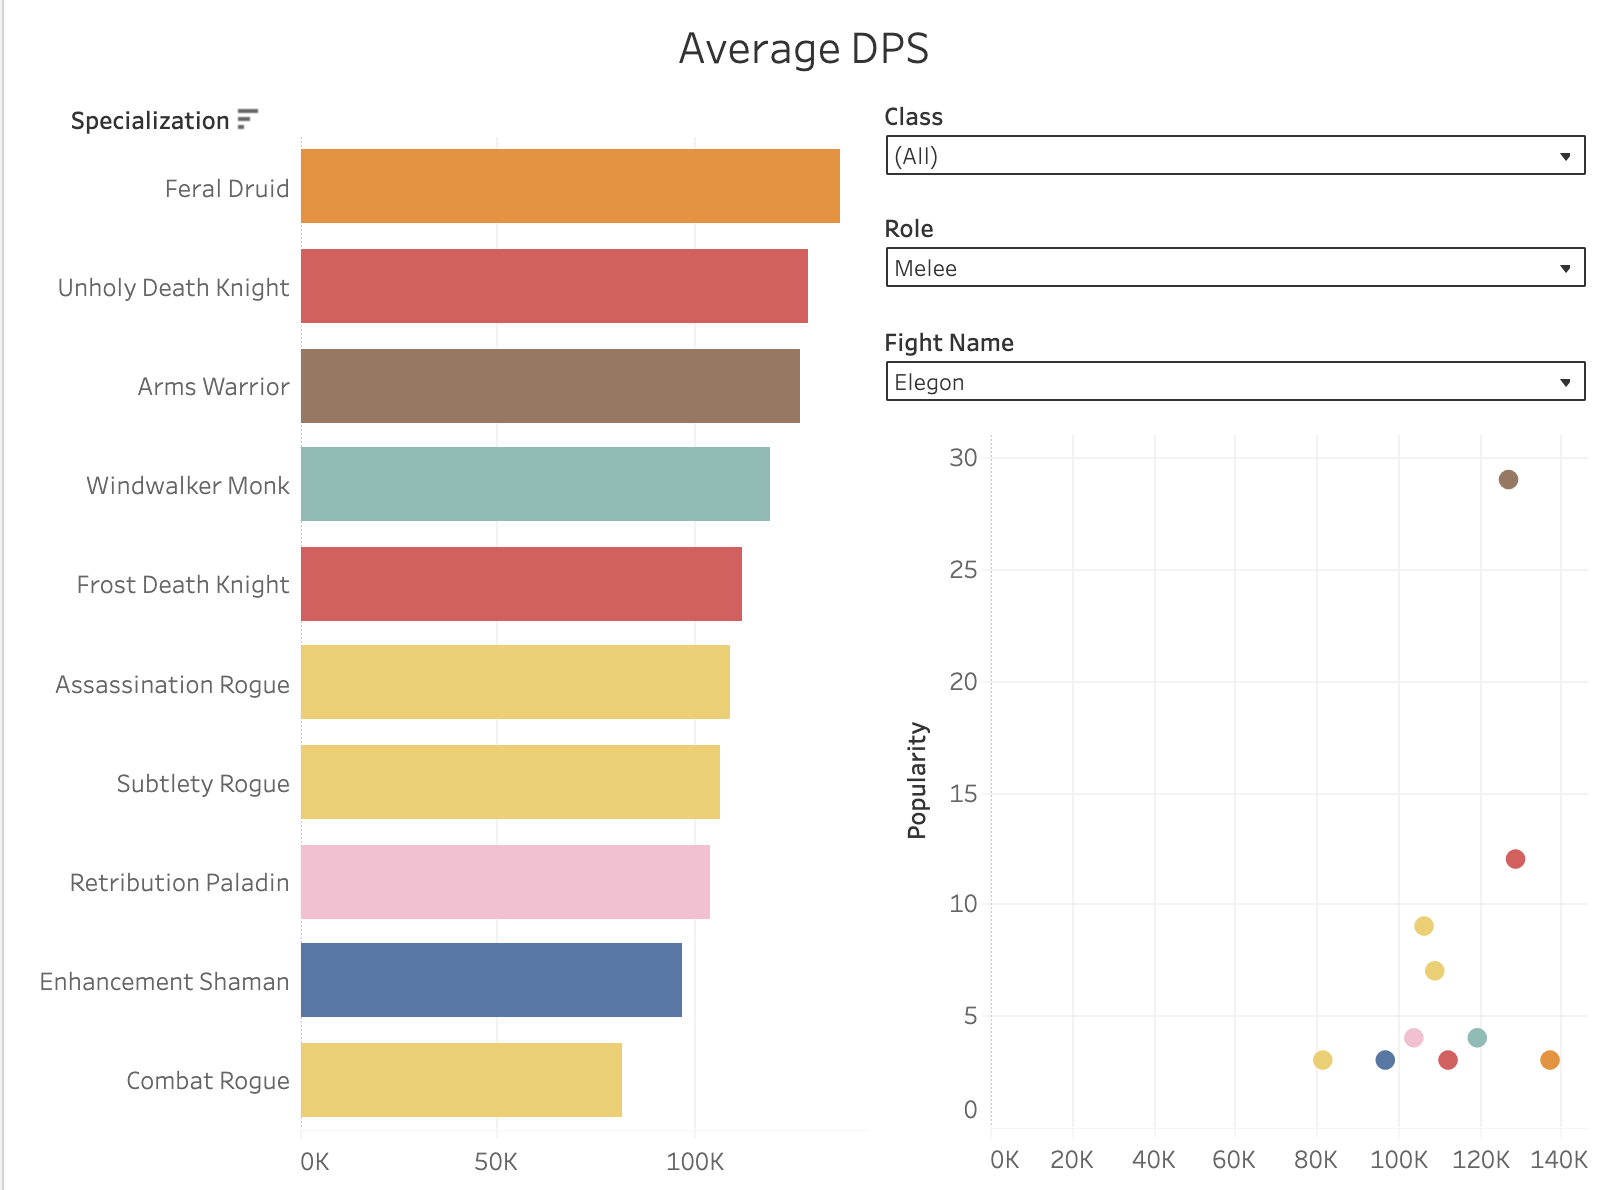 Average DPS
Specialization
Feral Druid
Unholy Death Knight
Arms Warrior
Windwalker Monk
Frost Death Knight
Assassination Rogue
Subtlety Rogue
Retribution Paladin
Enhancement Shaman
Combat Rogue
0K 50K 100K
Class
(All)
Role
Melee
Fight Name
Elegon
Popularity
30
25
20
15
10
5
0
0K 20K 40K 60K 80K 100K 120K 140K